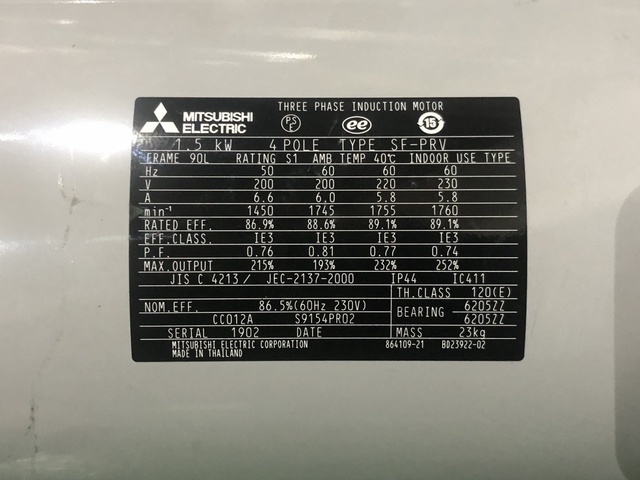 MITSUBISHI ELECTRIC
THREE PHASE INDUCTION MOTOR
PS E
ee
15
1.5 kW 4 POLE TYPE SF-PRV
FRAME 90L RATING S1 AMB TEMP 40℃ INDOOR USE TYPE
Hz 50 60 60 60
V 200 200 220 230
A 6.6 6.0 5.8 5.8
min-1 1450 1745 1755 1760
RATED EFF. 86.9% 88.6% 89.1% 89.1%
EFF.CLASS IE3 IE3 IE3 IE3
P.F. 0.76 0.81 0.77 0.74
MAX.OUTPUT 215% 193% 232% 252%
JIS C 4213/ JEC-2137-2000 IP44 IC411
TH.CLASS 120(E)
NOM.EFF. 86.5%(60Hz 230V)
BEARING 6205ZZ
6205ZZ
CC012A S9154PR02
SERIAL 1902 DATE
MASS 23kg
MITSUBISHI ELECTRIC CORPORATION
MADE IN THAILAND
864109-21 BD23922-02